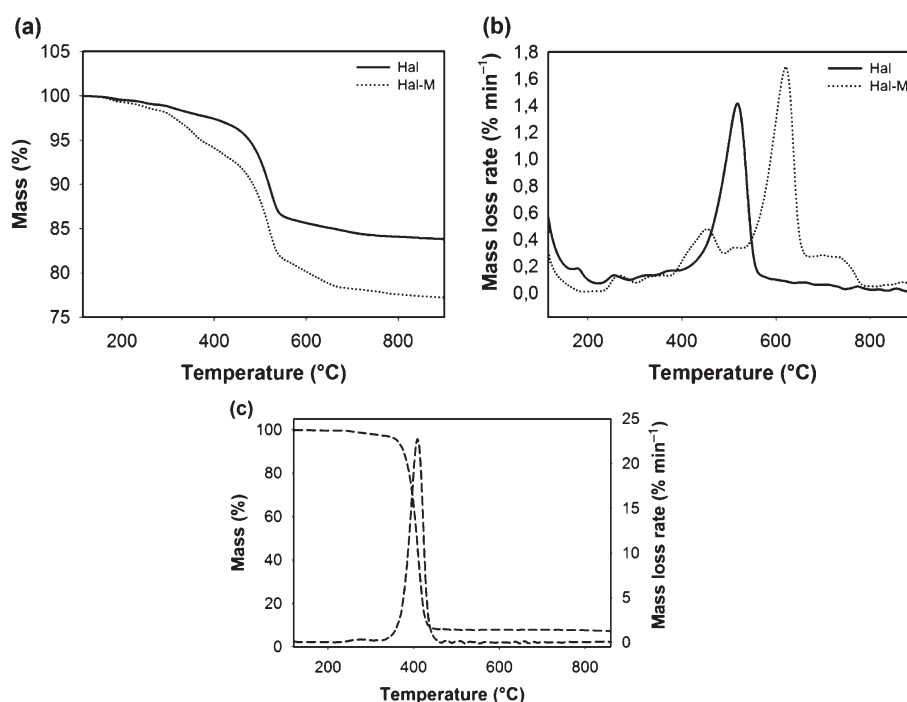 (a)
105
100
95
90
85
80
75
Mass (%)
Hal
Hal-M
200 400 600 800
Temperature (°C)
(b)
1,8
1,6
1,4
1,2
1,0
0,8
0,6
0,4
0,2
0,0
Mass loss rate (% min⁻¹)
Hal
Hal-M
200 400 600 800
Temperature (°C)
(c)
100
80
60
40
20
0
Mass (%)
25
20
15
10
5
0
Mass loss rate (% min⁻¹)
200 400 600 800
Temperature (°C)